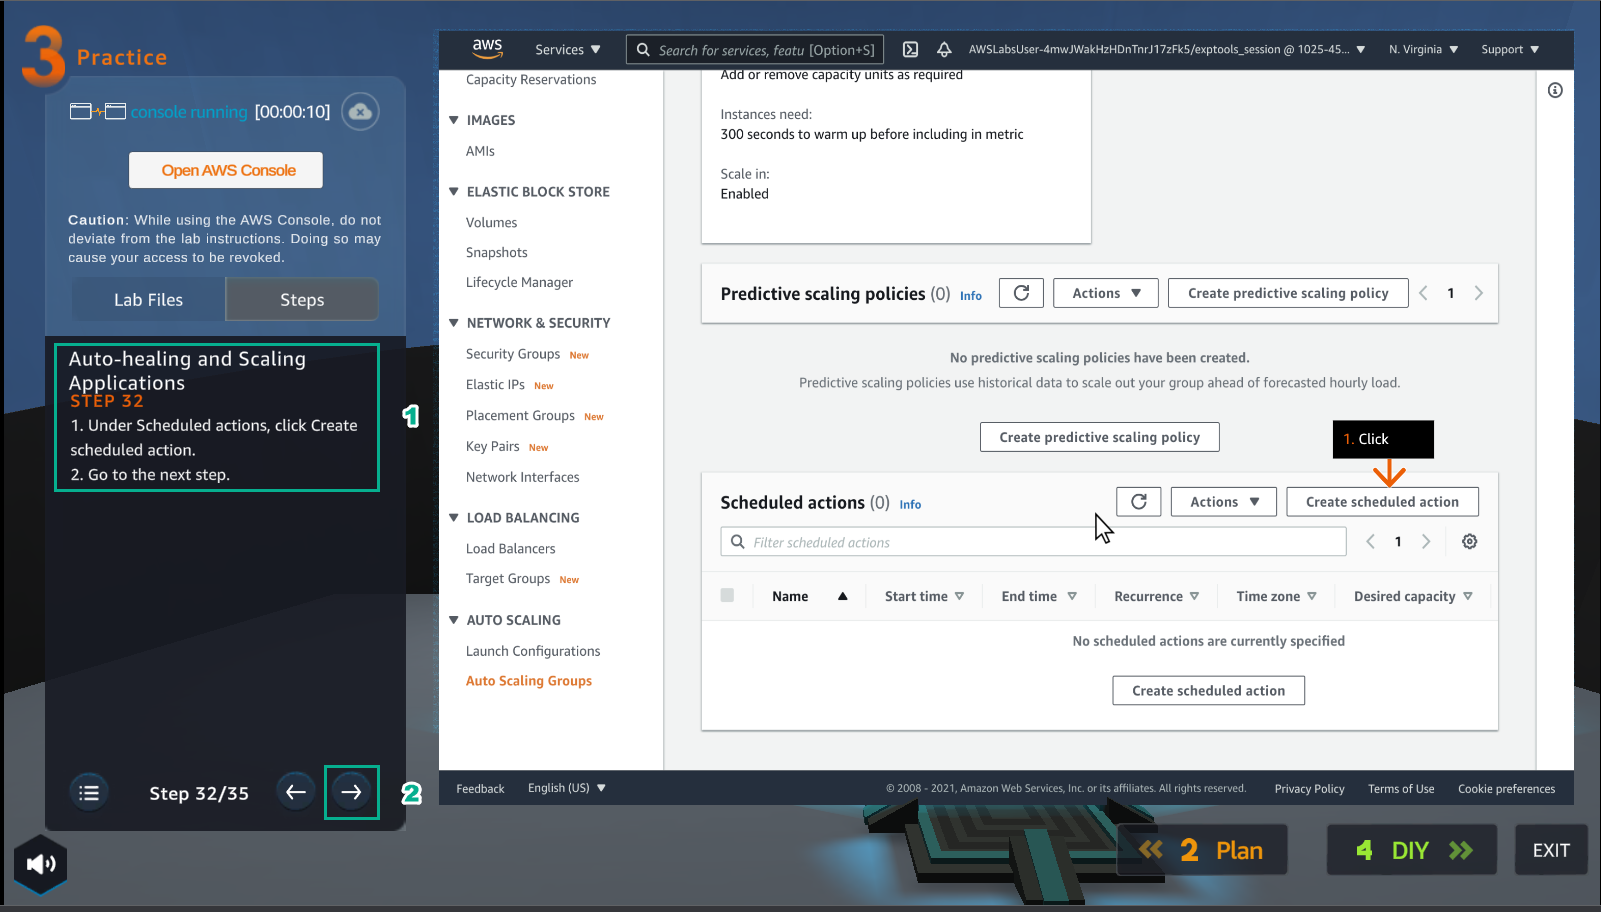 3 Practice
console running [00:00:10]
Open AWS Console
Caution: While using the AWS Console, do not
deviate from the lab instructions. Doing so may
cause your access to be revoked.
Lab Files Steps
Auto-healing and Scaling
Applications
STEP 32
1. Under Scheduled actions, click Create
scheduled action.
2. Go to the next step.
1
Step 32/35
2
aws Services ▼ Search for services, featu [Option+S] AWSLabsUser-4mwJWakHzHDnTnrJ17zFk5/exptools_session @ 1025-45... ▼ N. Virginia ▼ Support ▼
Capacity Reservations
▼ IMAGES
AMIs
▼ ELASTIC BLOCK STORE
Volumes
Snapshots
Lifecycle Manager
▼ NETWORK & SECURITY
Security Groups New
Elastic IPs New
Placement Groups New
Key Pairs New
Network Interfaces
▼ LOAD BALANCING
Load Balancers
Target Groups New
▼ AUTO SCALING
Launch Configurations
Auto Scaling Groups
Add or remove capacity units as required
Instances need:
300 seconds to warm up before including in metric
Scale in:
Enabled
Predictive scaling policies (0) Info Actions ▼ Create predictive scaling policy 1
No predictive scaling policies have been created.
Predictive scaling policies use historical data to scale out your group ahead of forecasted hourly load.
Create predictive scaling policy
1. Click
Scheduled actions (0) Info Actions ▼ Create scheduled action
Filter scheduled actions 1
Name Start time End time Recurrence Time zone Desired capacity
No scheduled actions are currently specified
Create scheduled action
Feedback English (US) ▼ © 2008 - 2021, Amazon Web Services, Inc. or its affiliates. All rights reserved. Privacy Policy Terms of Use Cookie preferences
2 Plan 4 DIY EXIT